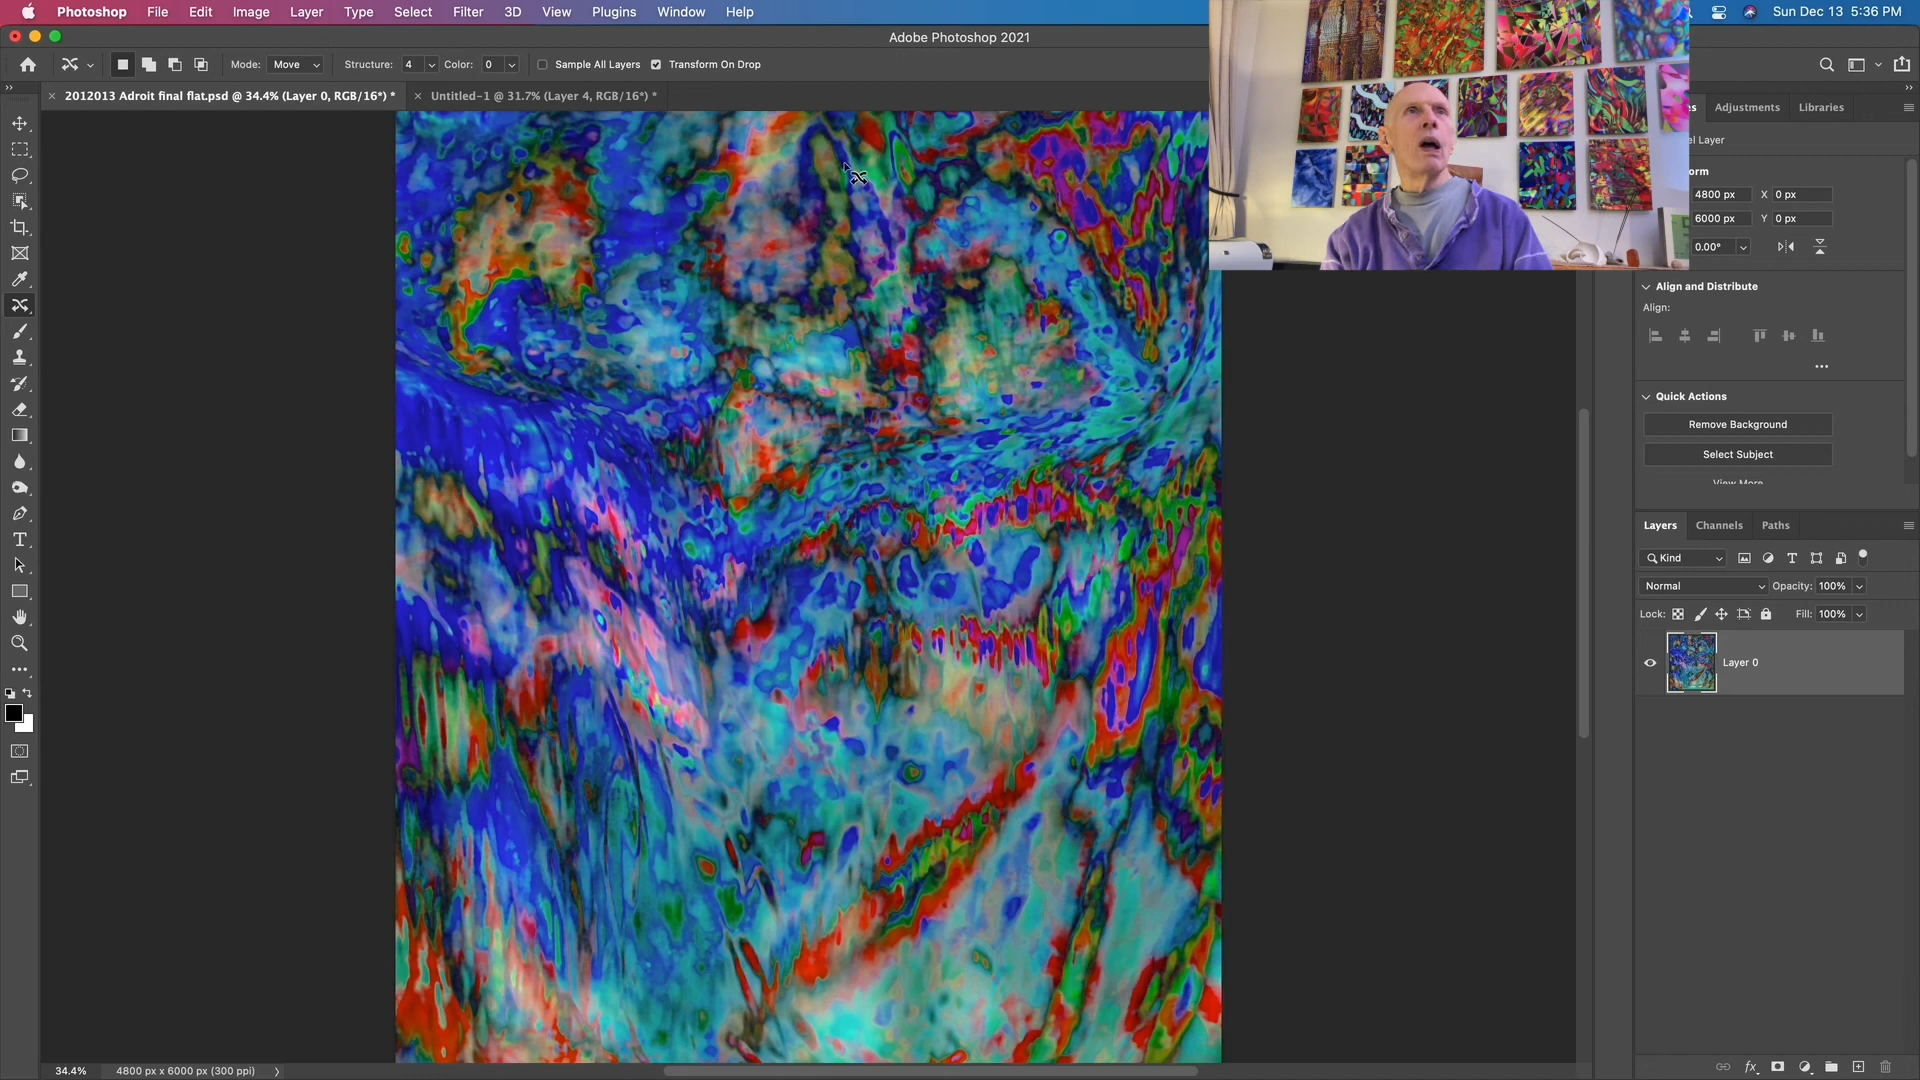 Photoshop File Edit Image Layer Type Select Filter 3D View Plugins Window Help Sun Dec 13 5:36 PM
Adobe Photoshop 2021
Mode: Move Structure: 4 Color: 0 Sample All Layers Transform On Drop
2012013 Adroit final flat.psd @ 34.4% (Layer 0, RGB/16*) * Untitled-1 @ 31.7% (Layer 4, RGB/16*) *
Adjustments Libraries
Layer
4800 px X 0 px
6000 px Y 0 px
0.00°
Align and Distribute
Align:
Quick Actions
Remove Background
Select Subject
View More
Layers Channels Paths
Kind
Normal Opacity: 100%
Lock: Fill: 100%
Layer 0
fx
34.4% 4800 px x 6000 px (300 ppi)